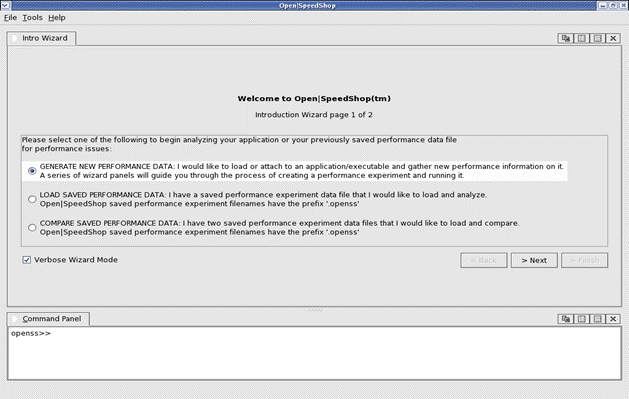 Open|SpeedShop
File Tools Help
Intro Wizard
Welcome to Open|SpeedShop(tm)
Introduction Wizard page 1 of 2
Please select one of the following to begin analyzing your application or your previously saved performance data file
for performance issues:
GENERATE NEW PERFORMANCE DATA: I would like to load or attach to an application/executable and gather new performance information on it.
A series of wizard panels will guide you through the process of creating a performance experiment and running it.
LOAD SAVED PERFORMANCE DATA: I have a saved performance experiment data file that I would like to load and analyze.
Open|SpeedShop saved performance experiment filenames have the prefix '.openss'
COMPARE SAVED PERFORMANCE DATA: I have two saved performance experiment data files that I would like to load and compare.
Open|SpeedShop saved performance experiment filenames have the prefix '.openss'
Verbose Wizard Mode
< Back > Next > Finish
Command Panel
openss>>